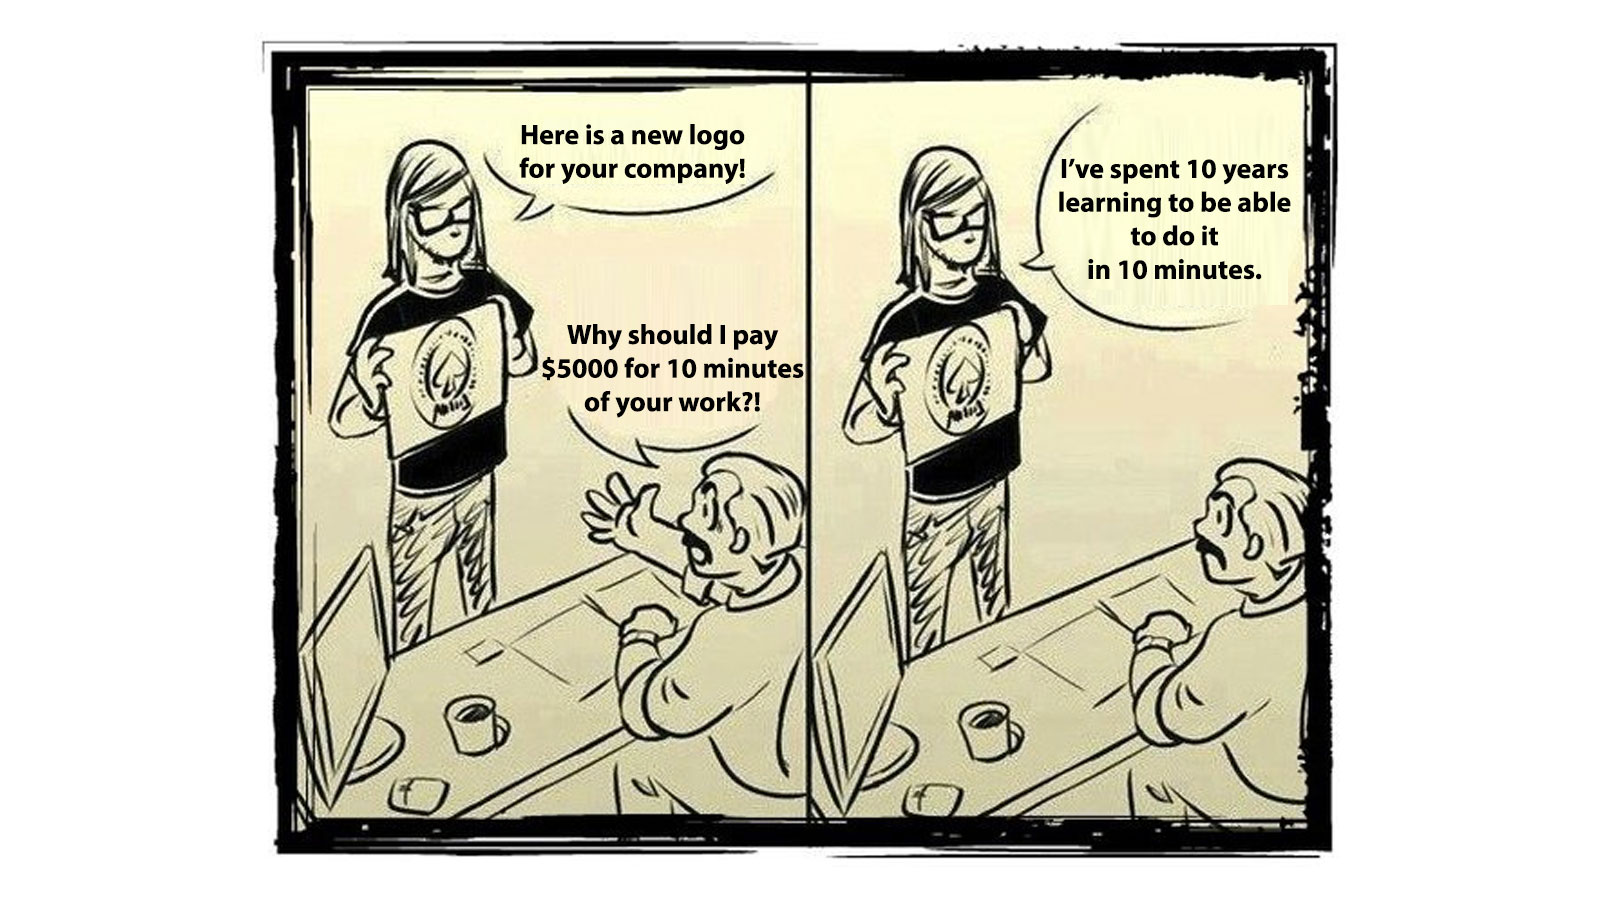 Here is a new logo
for your company!
Why should I pay
$5000 for 10 minutes
of your work?!
I've spent 10 years
learning to be able
to do it
in 10 minutes.